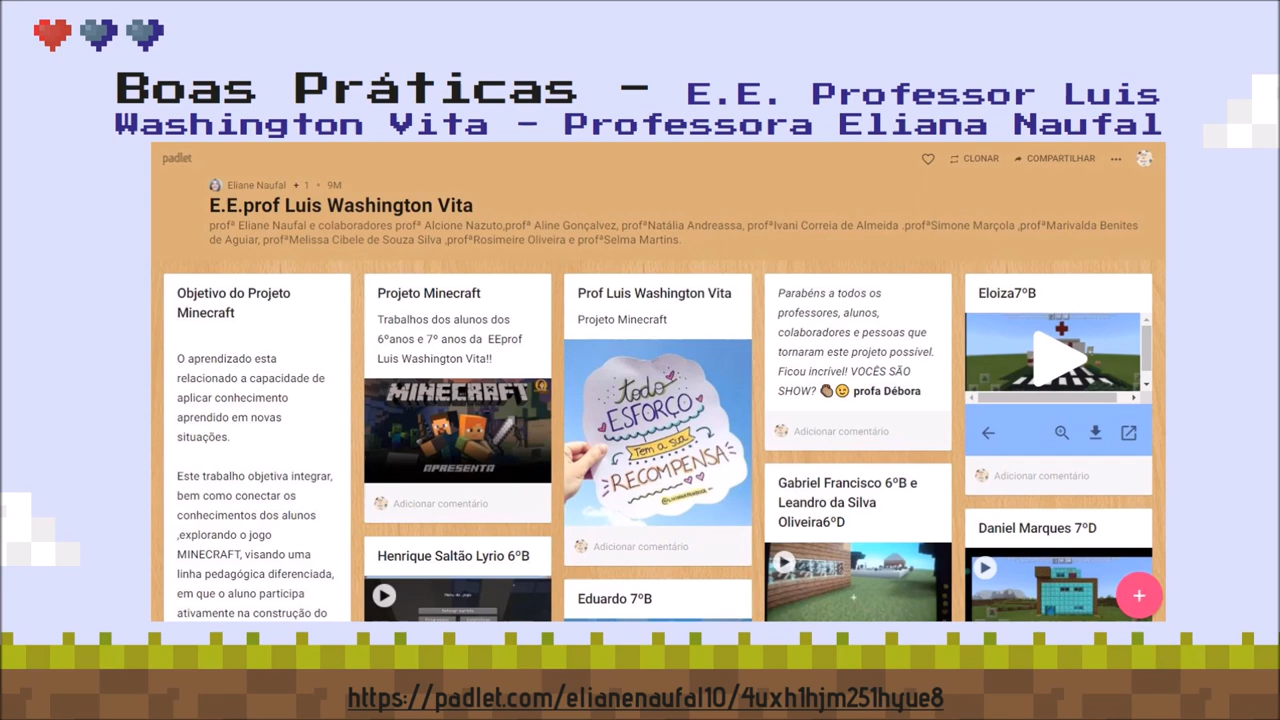 Boas Práticas - E.E. Professor Luis
Washington Vita - Professora Eliana Naufal
padlet
CLONAR
COMPARTILHAR
Eliane Naufal + 1 • 9M
E.E.prof Luis Washington Vita
profª Eliane Naufal e colaboradores profª Alcione Nazuto,profª Aline Gonçalvez, profªNatália Andreassa, profªIvani Correia de Almeida .profªSimone Marçola ,profªMarivalda Benites
de Aguiar, profªMelissa Cibele de Souza Silva ,profªRosimeire Oliveira e profªSelma Martins.
Objetivo do Projeto
Minecraft
O aprendizado esta
relacionado a capacidade de
aplicar conhecimento
aprendido em novas
situações.
Este trabalho objetiva integrar,
bem como conectar os
conhecimentos dos alunos
,explorando o jogo
MINECRAFT, visando uma
linha pedagógica diferenciada,
em que o aluno participa
ativamente na construção do
Projeto Minecraft
Trabalhos dos alunos dos
6ºanos e 7º anos da EEprof
Luis Washington Vita!!
MINECRAFT
APRESENTA
Adicionar comentário
Henrique Saltão Lyrio 6ºB
Prof Luis Washington Vita
Projeto Minecraft
todo
ESFORÇO
Tem a sua
RECOMPENSA
Adicionar comentário
Eduardo 7ºB
Parabéns a todos os
professores, alunos,
colaboradores e pessoas que
tornaram este projeto possível.
Ficou incrível! VOCÊS SÃO
SHOW? 👏🏽😉 profa Débora
Adicionar comentário
Gabriel Francisco 6ºB e
Leandro da Silva
Oliveira6ºD
Eloiza7ºB
Adicionar comentário
Daniel Marques 7ºD
https://padlet.com/elianenaufal10/4uxh1hjm251hyue8